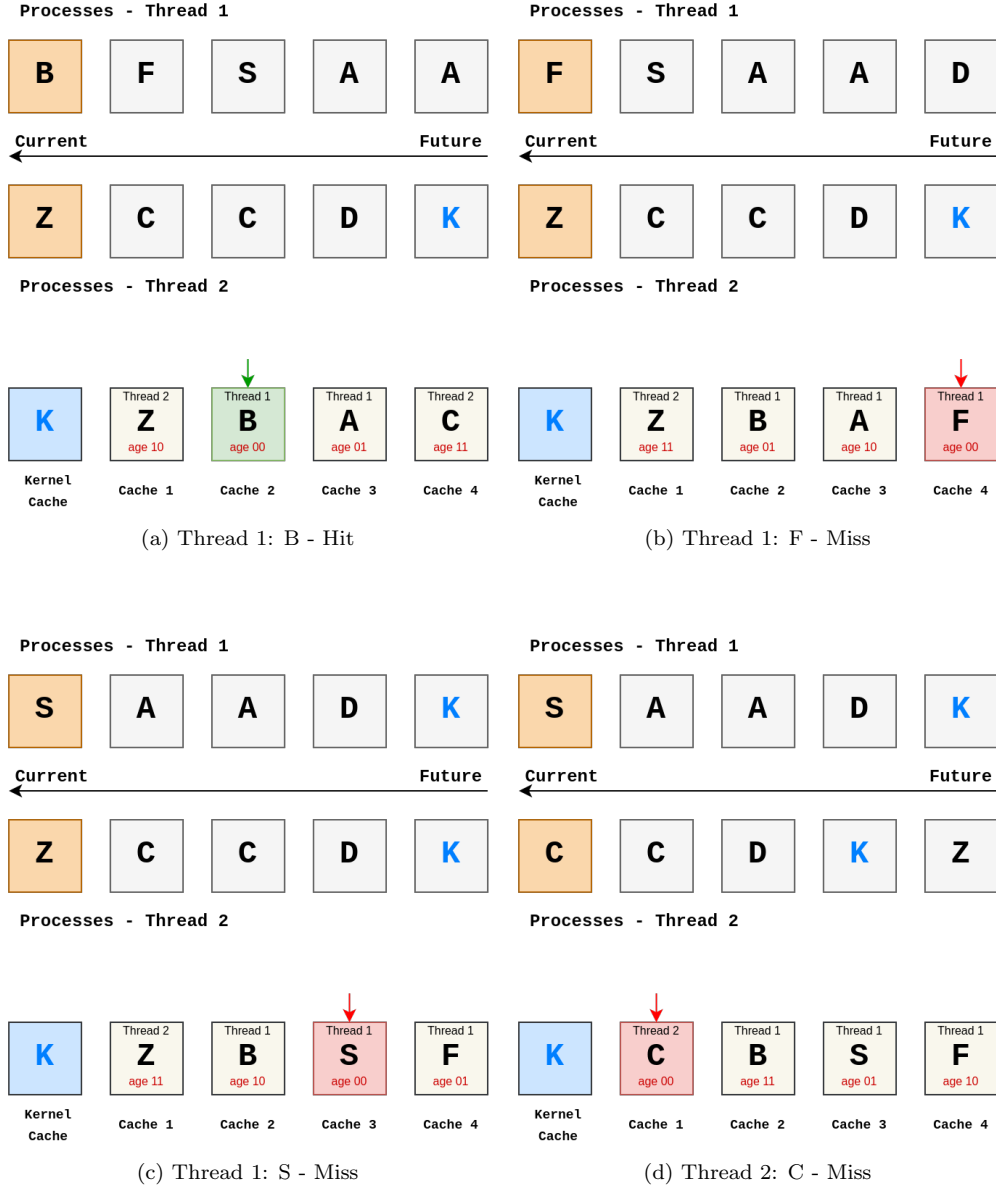 Processes - Thread 1
B F S A A
Current Future
Z C C D K
Processes - Thread 2
Thread 2 Thread 1 Thread 1 Thread 2
K Z B A C
age 10 age 00 age 01 age 11
Kernel Cache Cache 1 Cache 2 Cache 3 Cache 4
(a) Thread 1: B - Hit
Processes - Thread 1
F S A A D
Current Future
Z C C D K
Processes - Thread 2
Thread 2 Thread 1 Thread 1 Thread 1
K Z B A F
age 11 age 01 age 10 age 00
Kernel Cache Cache 1 Cache 2 Cache 3 Cache 4
(b) Thread 1: F - Miss
Processes - Thread 1
S A A D K
Current Future
Z C C D K
Processes - Thread 2
Thread 2 Thread 1 Thread 1 Thread 1
K Z B S F
age 11 age 10 age 00 age 01
Kernel Cache Cache 1 Cache 2 Cache 3 Cache 4
(c) Thread 1: S - Miss
Processes - Thread 1
S A A D K
Current Future
C C D K Z
Processes - Thread 2
Thread 2 Thread 1 Thread 1 Thread 1
K C B S F
age 00 age 11 age 01 age 10
Kernel Cache Cache 1 Cache 2 Cache 3 Cache 4
(d) Thread 2: C - Miss